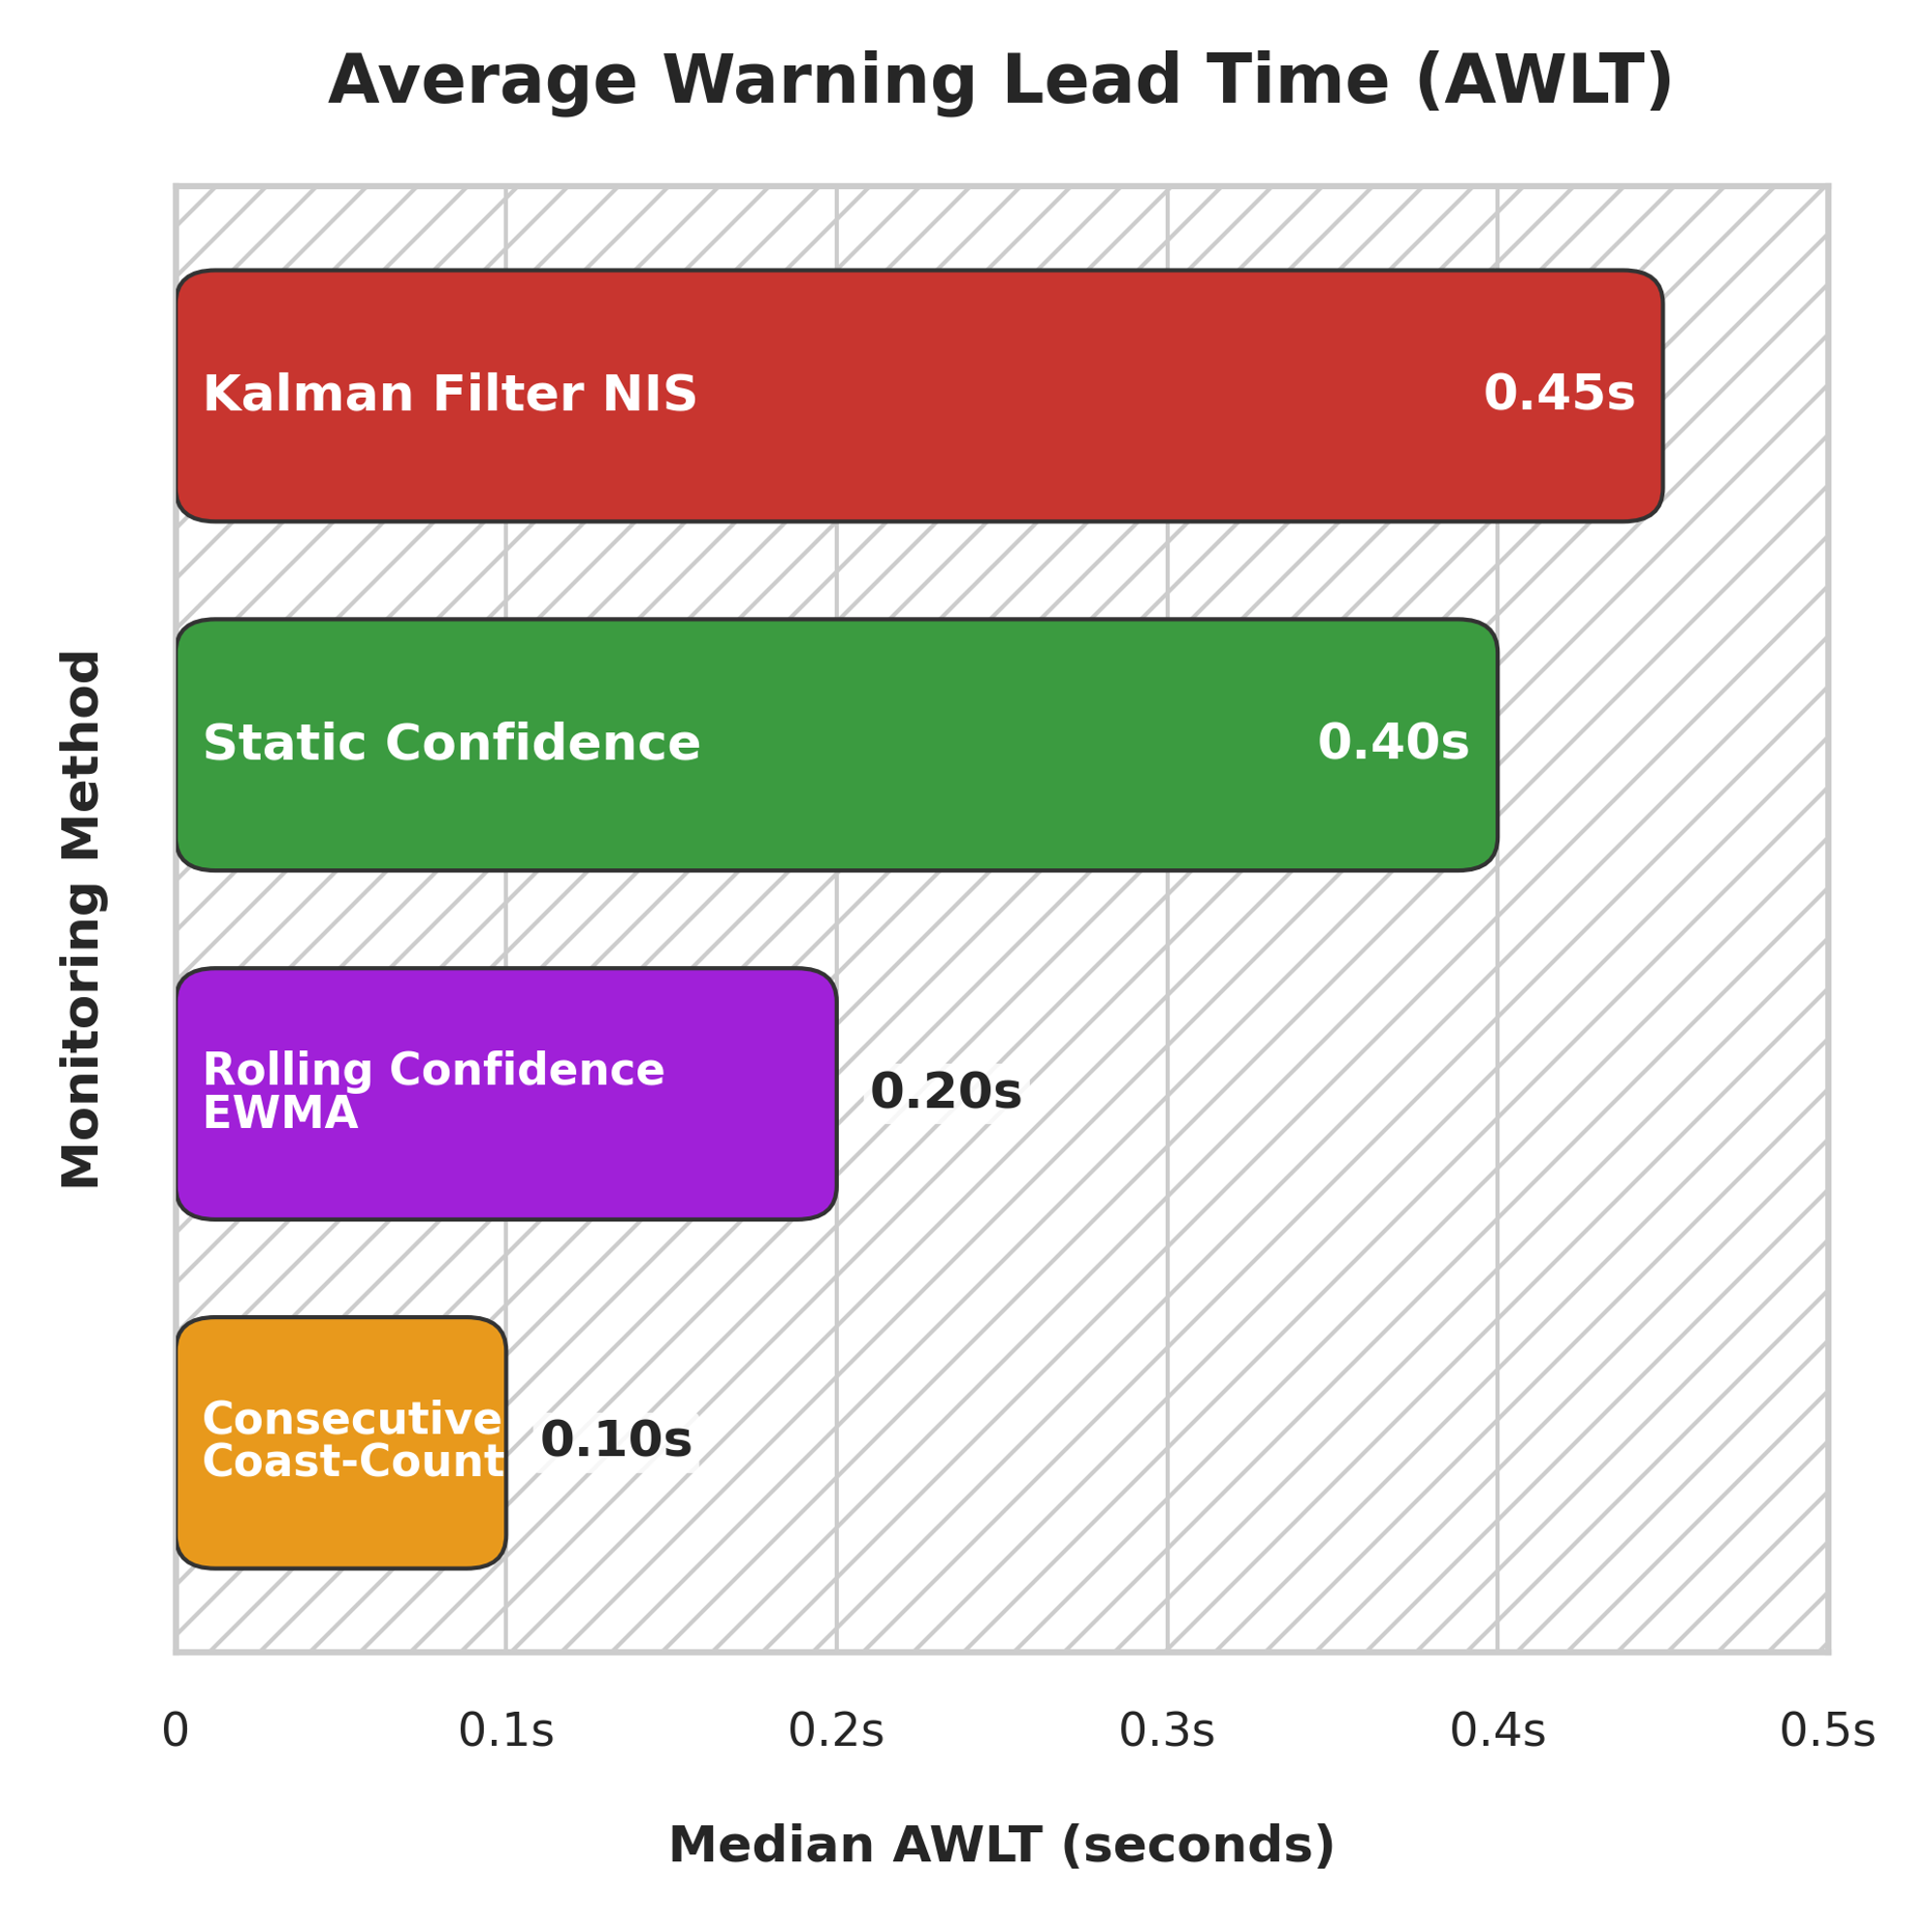 Average Warning Lead Time (AWLT)
Monitoring Method
Kalman Filter NIS
0.45s
Static Confidence
0.40s
Rolling Confidence
EWMA
0.20s
Consecutive
Coast-Count
0.10s
0
0.1s
0.2s
0.3s
0.4s
0.5s
Median AWLT (seconds)